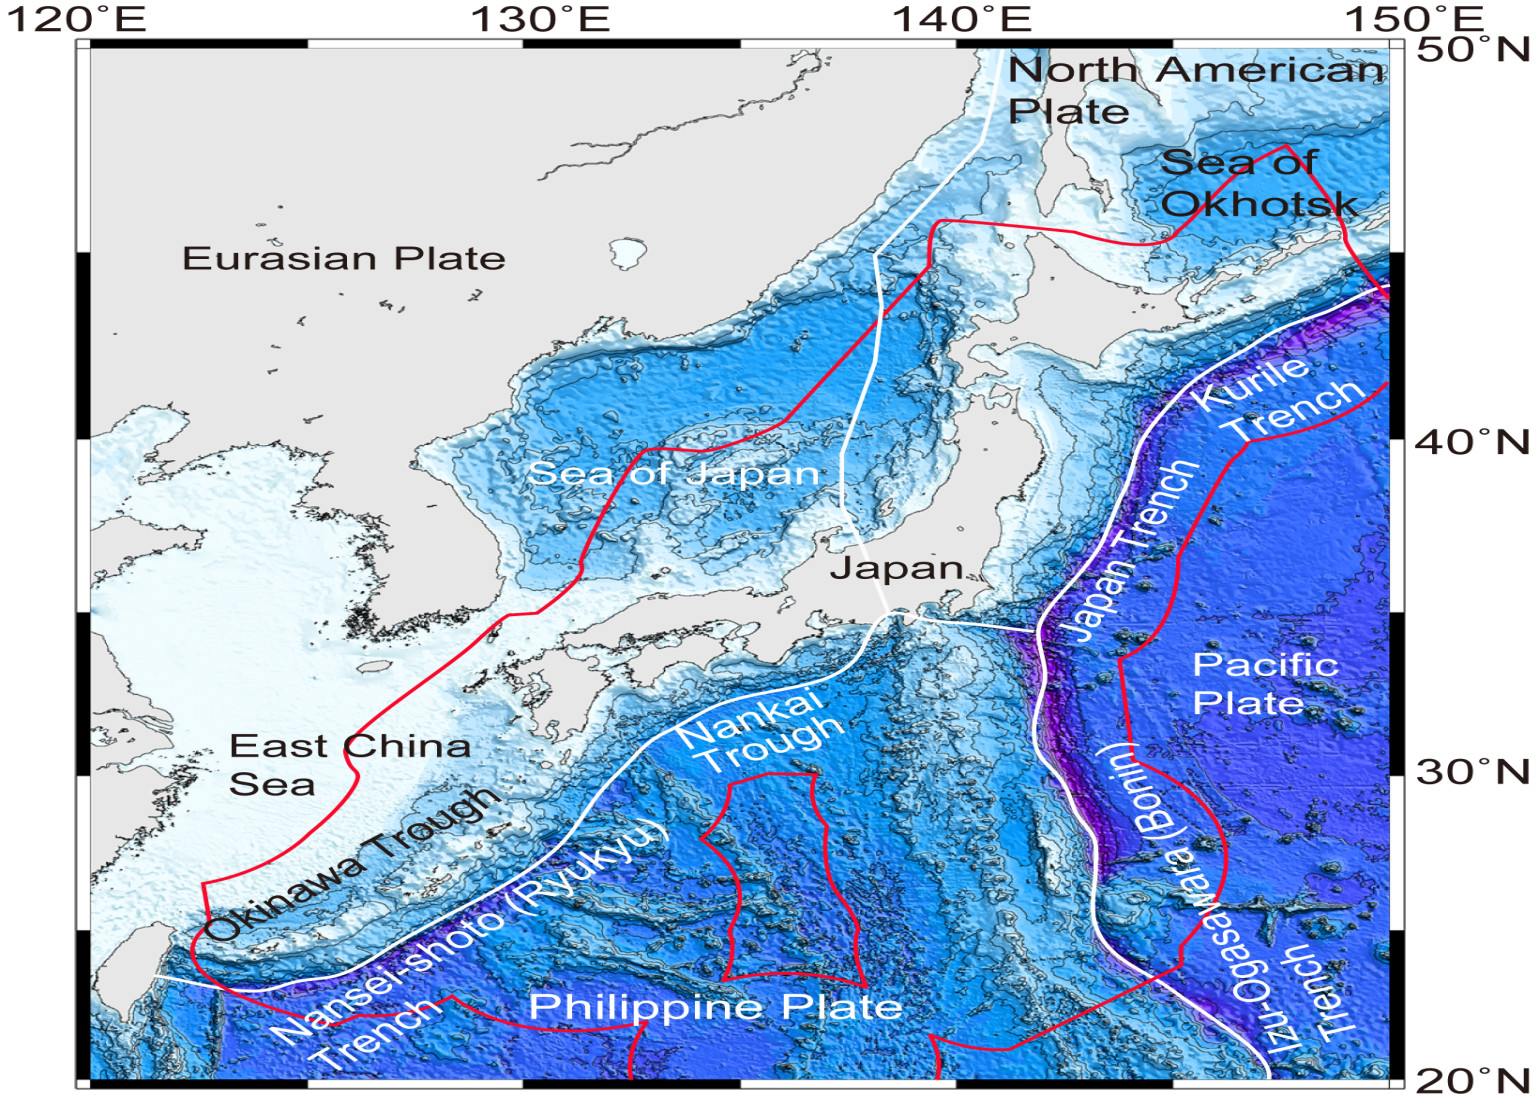 120°E
130°E
140°E
150°E
50°N
North American
Plate
Sea of
Okhotsk
Eurasian Plate
Kurile
Trench
40°N
Sea of Japan
Japan Trench
Japan
Pacific
Plate
Nankai
Trough
East China
Sea
30°N
Okinawa Trough
Izu-Ogasawara (Bonin)
Trench
Nansei-shoto (Ryukyu)
Trench
Philippine Plate
20°N